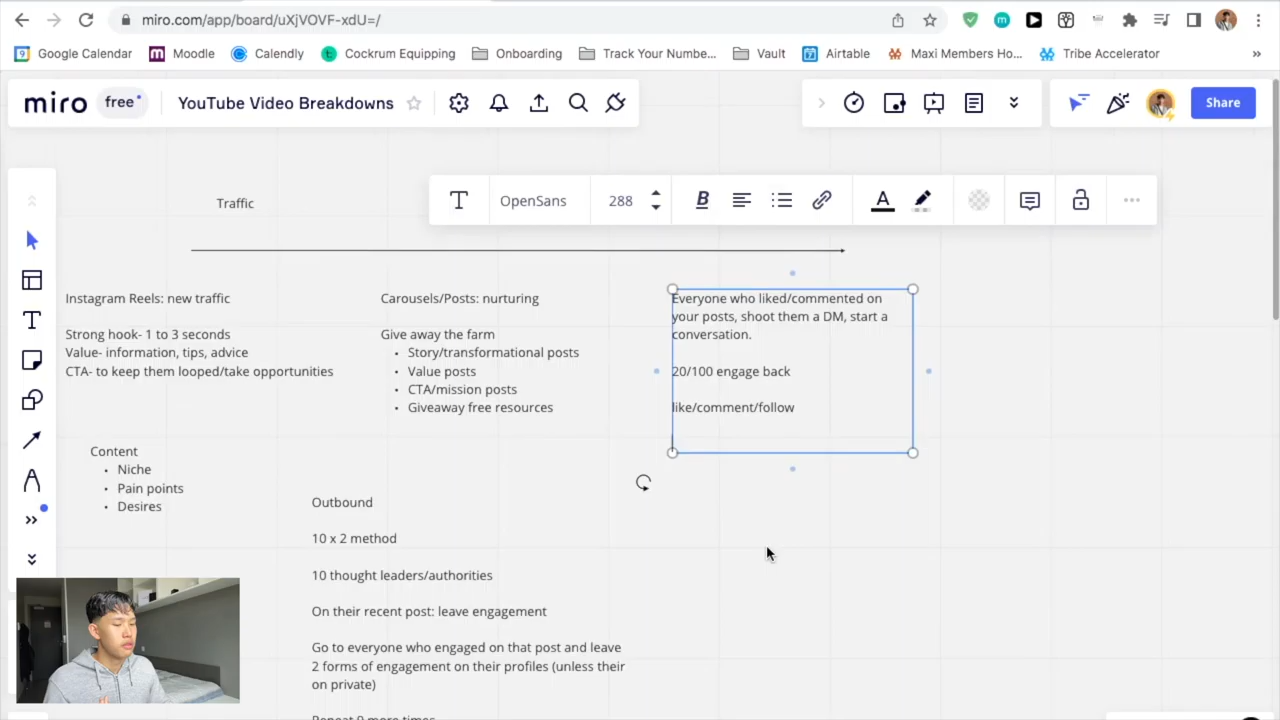 miro.com/app/board/uXjVOVF-xdU=/
Google Calendar
Moodle
Calendly
Cockrum Equipping
Onboarding
Track Your Numbe...
Vault
Airtable
Maxi Members Ho...
Tribe Accelerator
»
miro
free
YouTube Video Breakdowns
Share
OpenSans
288
Traffic
Instagram Reels: new traffic
Strong hook- 1 to 3 seconds
Value- information, tips, advice
CTA- to keep them looped/take opportunities
Carousels/Posts: nurturing
Give away the farm
• Story/transformational posts
• Value posts
• CTA/mission posts
• Giveaway free resources
Everyone who liked/commented on
your posts, shoot them a DM, start a
conversation.
20/100 engage back
like/comment/follow
Content
• Niche
• Pain points
• Desires
Outbound
10 x 2 method
10 thought leaders/authorities
On their recent post: leave engagement
Go to everyone who engaged on that post and leave
2 forms of engagement on their profiles (unless their
on private)
Repeat 9 more times